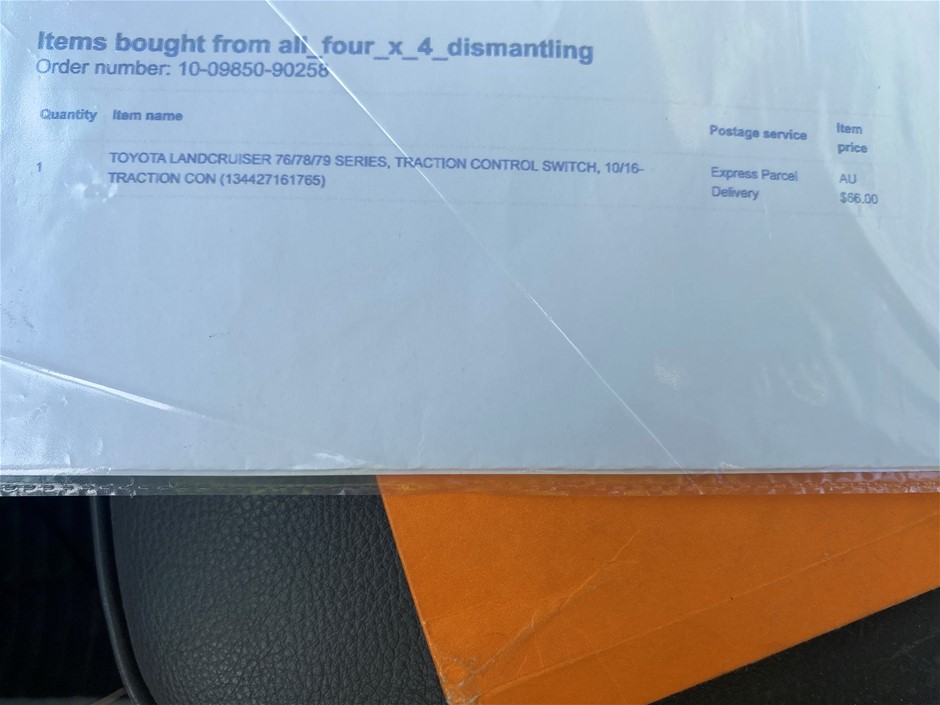 Items bought from all_four_x_4_dismantling
Order number: 10-09850-90258
Quantity Item name Postage service Item price
1 TOYOTA LANDCRUISER 76/78/79 SERIES, TRACTION CONTROL SWITCH, 10/16-
TRACTION CON (134427161765)
Express Parcel
Delivery
AU
$66.00